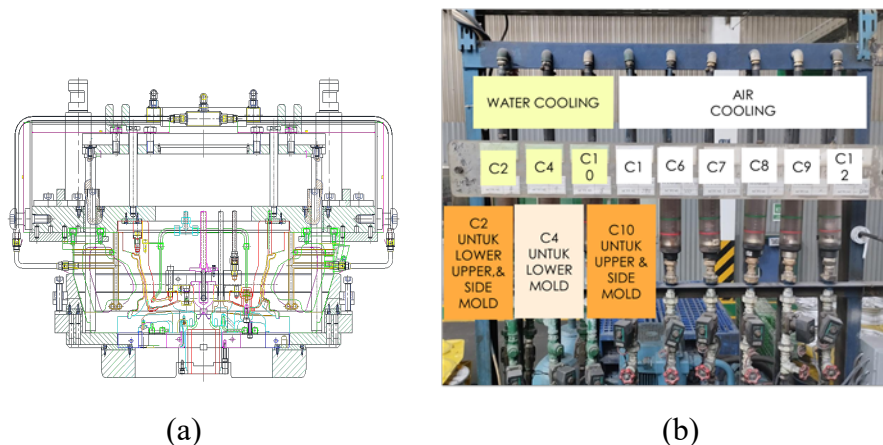 WATER COOLING
AIR
COOLING
C2
C4
C1
0
C1
C6
C7
C8
C9
C1
2
C2
UNTUK
LOWER
UPPER,&
SIDE
MOLD
C4
UNTUK
LOWER
MOLD
C10
UNTUK
UPPER &
SIDE
MOLD
(a)
(b)